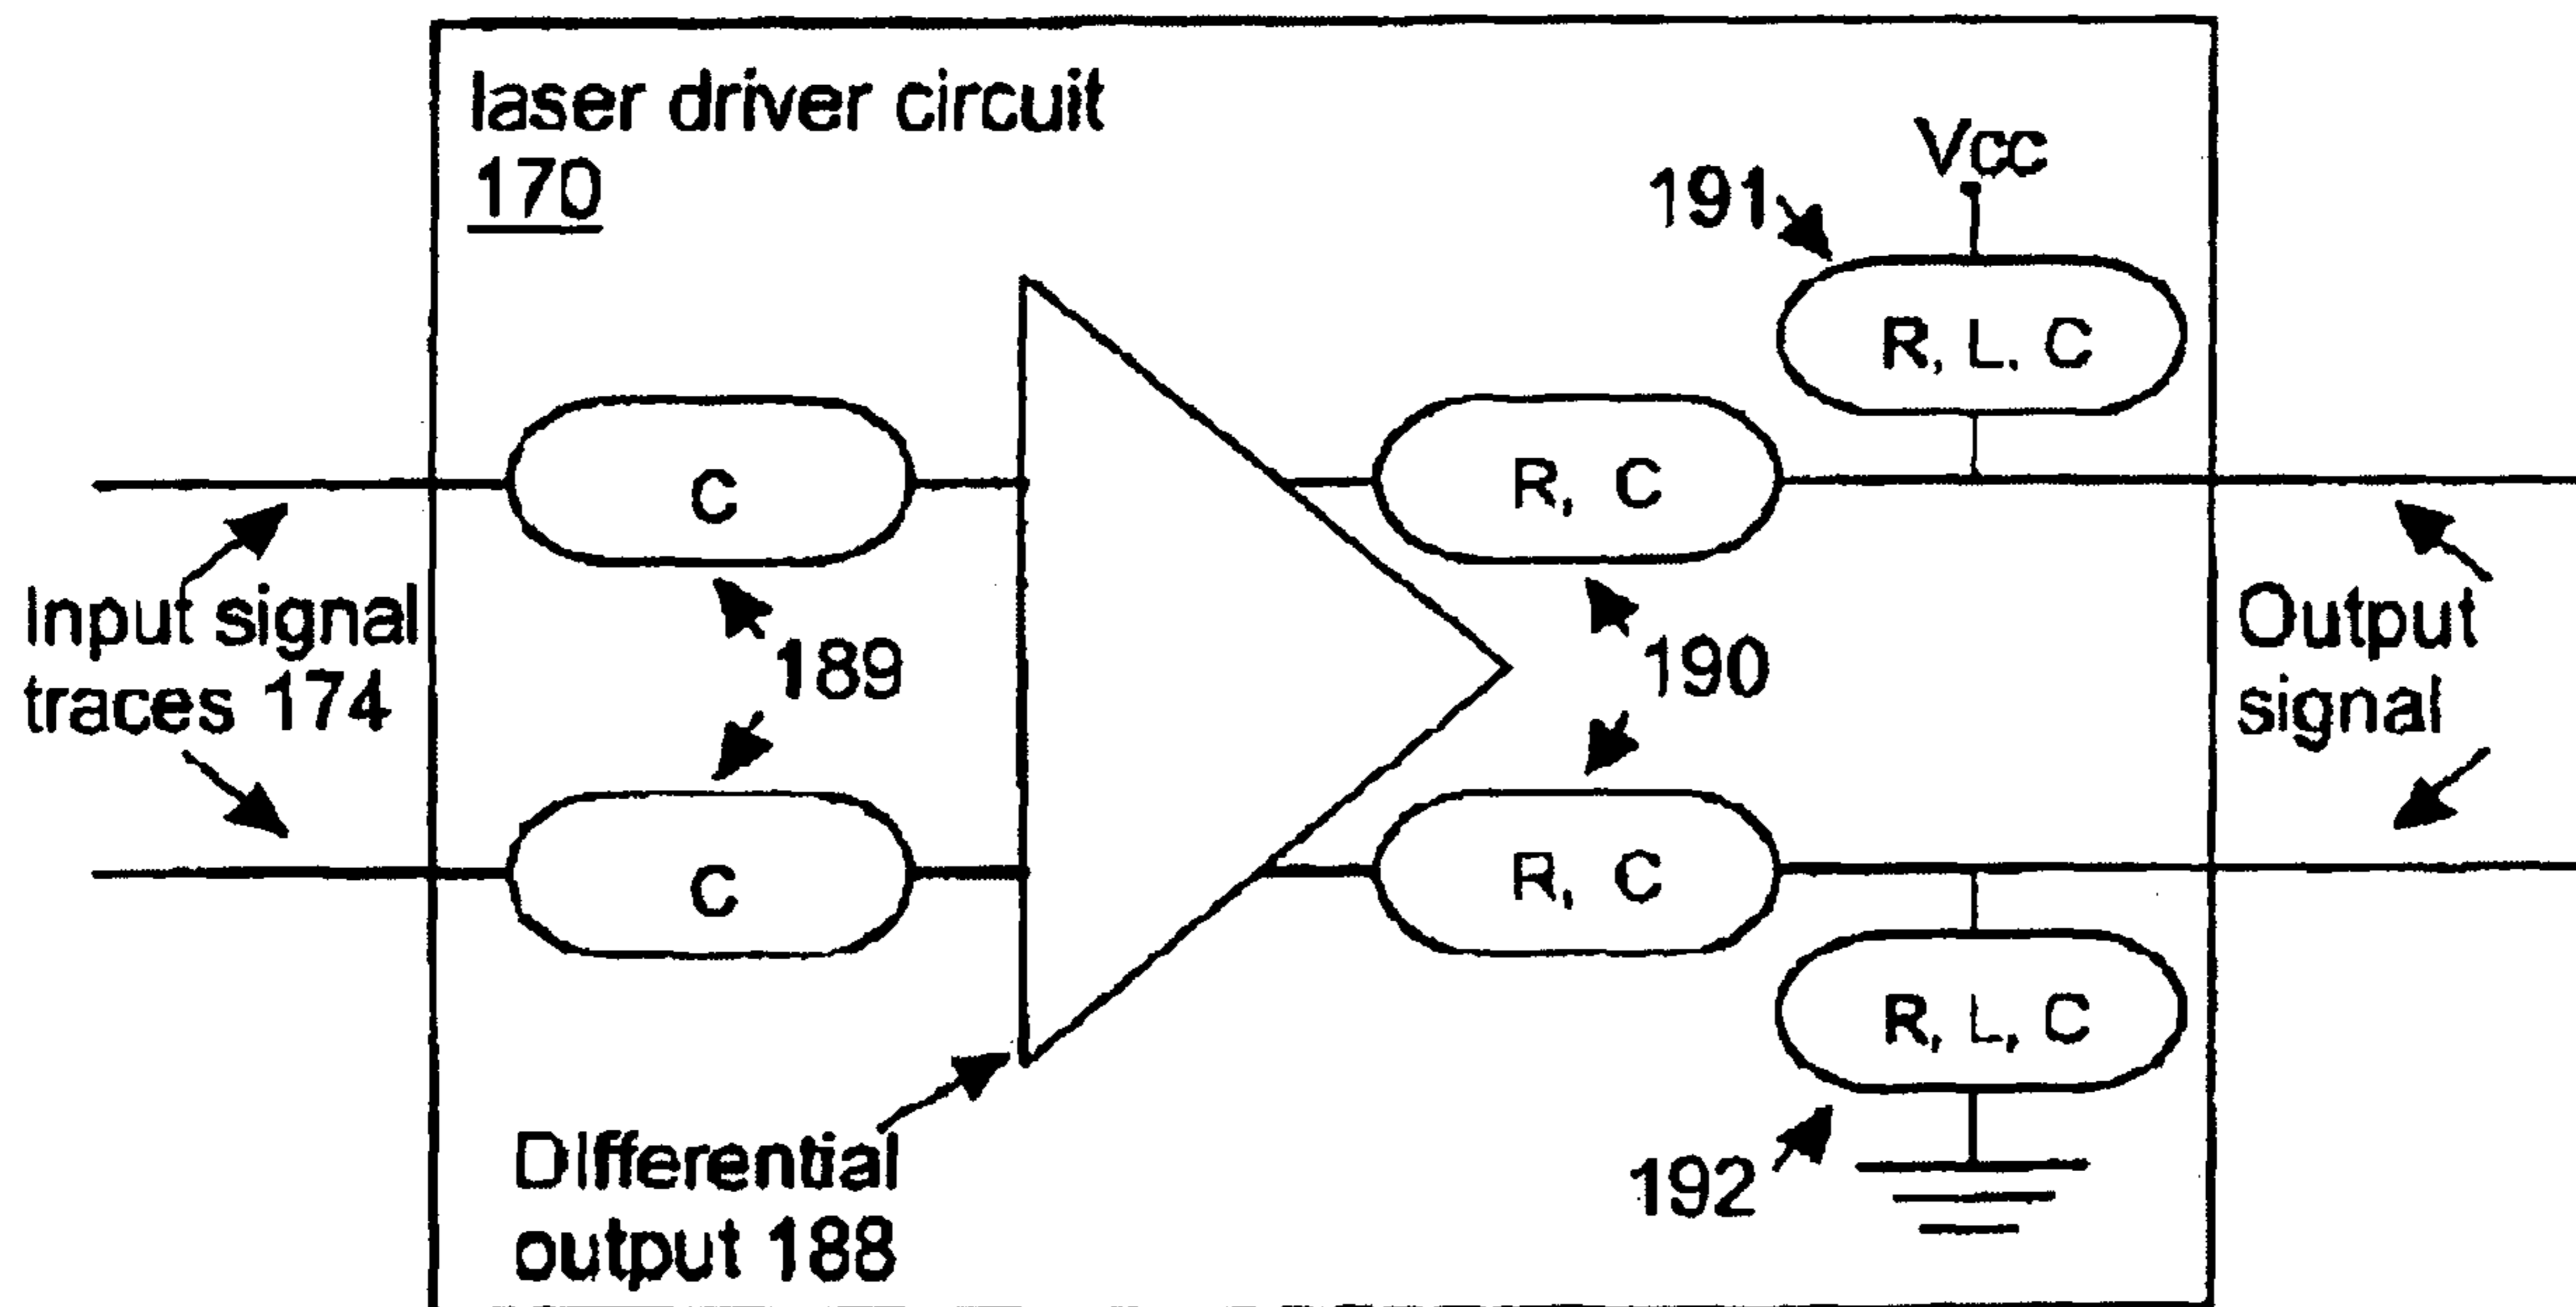 laser driver circuit
170
Vcc
191
R, L, C
C
R, C
Input signal
traces 174
189
190
Output
signal
C
R, C
R, L, C
Differential
output 188
192